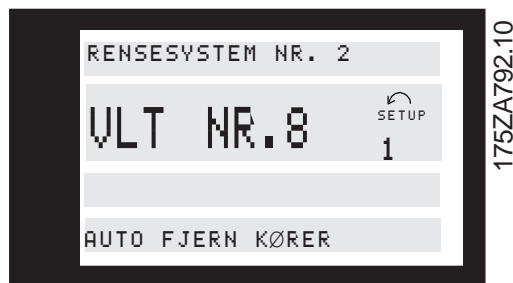 RENSESYSTEM NR. 2
VLT NR.8
SETUP
1
AUTO FJERN KØRER
175ZA792.10